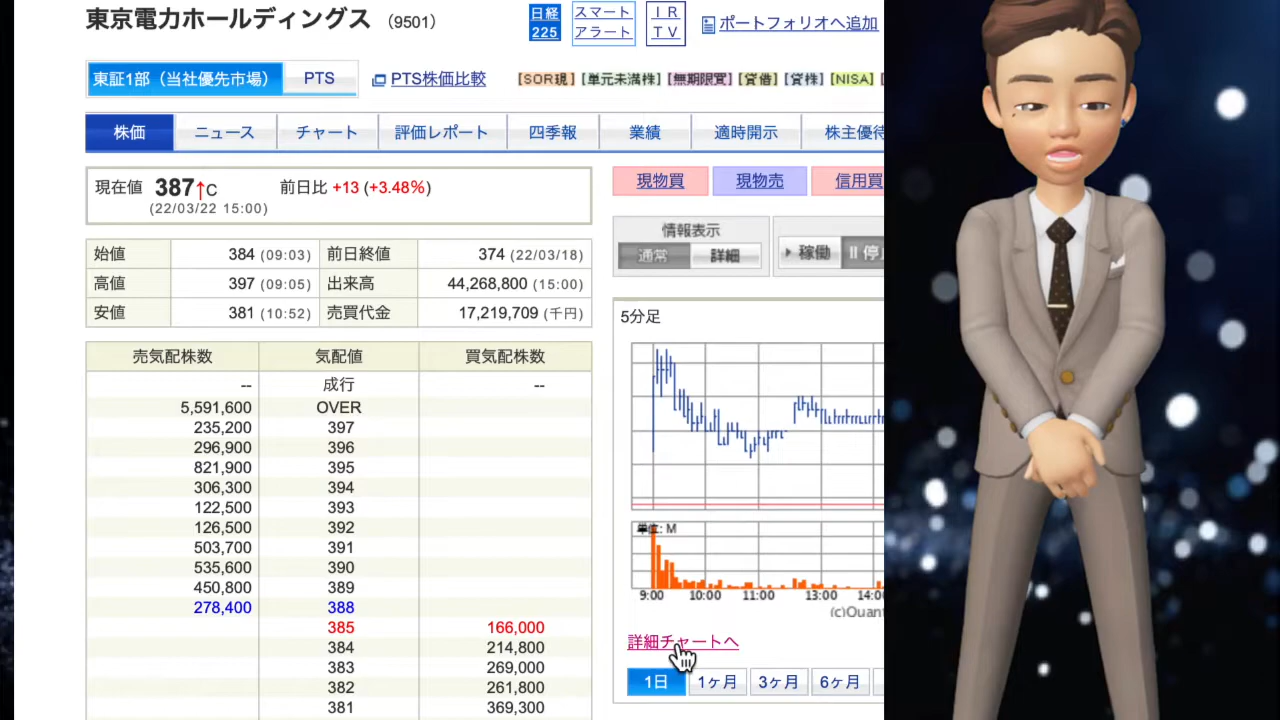 東京電力ホールディングス （9501）
日経 225
スマート アラート
I R T V
ポートフォリオへ追加
東証1部（当社優先市場）
PTS
PTS株価比較
[SOR現] [単元未満株] [無期限変] [貸借] [貸株] [NISA]
株価
ニュース
チャート
評価レポート
四季報
業績
適時開示
株主優待
現在値 387↑C 前日比 +13 (+3.48%)
(22/03/22 15:00)
現物買
現物売
信用買
情報表示
通常
詳細
稼働
停止
始値 384 (09:03) 前日終値 374 (22/03/18)
高値 397 (09:05) 出来高 44,268,800 (15:00)
安値 381 (10:52) 売買代金 17,219,709 (千円)
5分足
売気配株数 気配値 買気配株数
-- 成行 --
5,591,600 OVER
235,200 397
296,900 396
821,900 395
306,300 394
122,500 393
126,500 392
503,700 391
535,600 390
450,800 389
278,400 388
385 166,000
384 214,800
383 269,000
382 261,800
381 369,300
単位: M
9:00 10:00 11:00 13:00 14:00
(c)Quan
詳細チャートへ
1日
1ヶ月
3ヶ月
6ヶ月